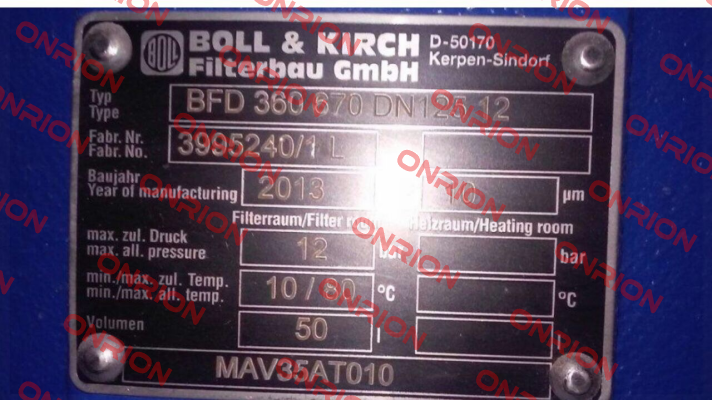 BOLL BOLL & KIRCH Filterbau GmbH
D-50170 Kerpen-Sindorf
Typ Type BFD 360 670 DN125 12
Fabr. Nr. Fabr. No. 3995240/1 L
Baujahr Year of manufacturing 2013 µm
Filterraum/Filter Heizraum/Heating room
max. zul. Druck max. all. pressure 12 bar
min./max. zul. Temp. min./max. all. temp. 10 / 80 °C °C
Volumen 50 l
MAV35AT010
ONRION